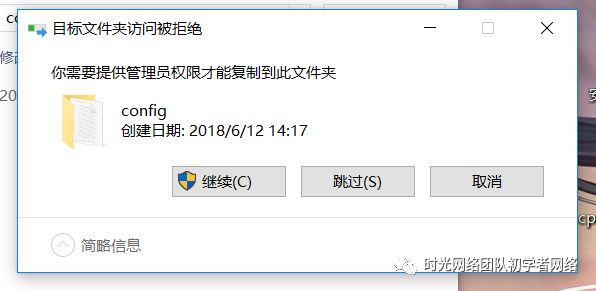 目标文件夹访问被拒绝
你需要提供管理员权限才能复制到此文件夹
config
创建日期: 2018/6/12 14:17
继续(C)
跳过(S)
取消
简略信息
时光网络团队初学者网络
修改
20
cp